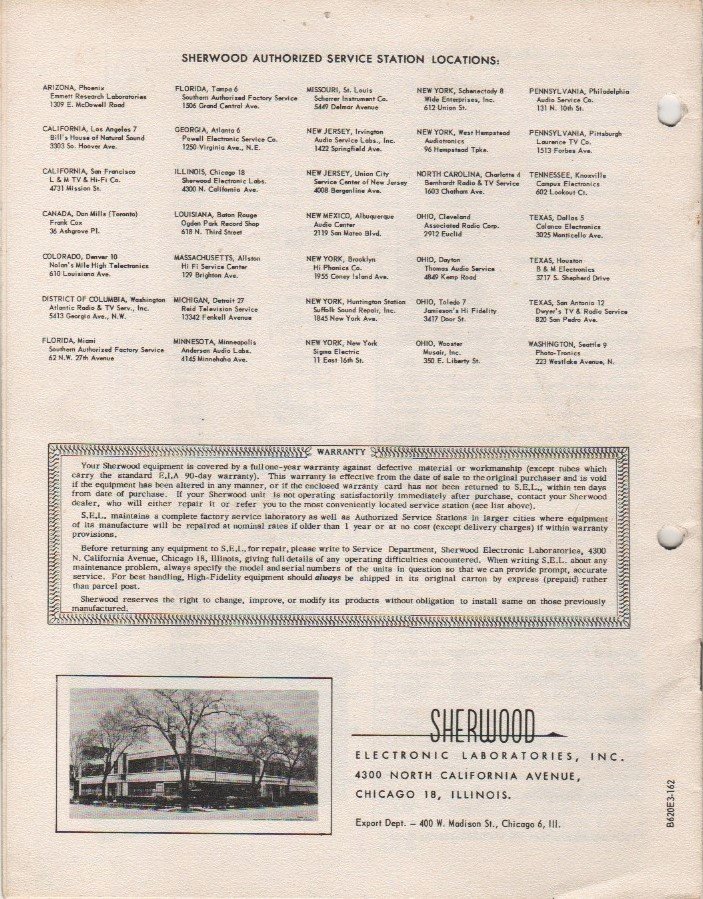 SHERWOOD AUTHORIZED SERVICE STATION LOCATIONS:
ARIZONA, Phoenix
Emmett Research Laboratories
1309 E. McDowell Road
CALIFORNIA, Los Angeles 7
Bill's House of Natural Sound
3303 So. Hoover Ave.
CALIFORNIA, San Francisco
L & M TV & Hi-Fi Co.
4731 Mission St.
CANADA, Don Mills (Toronto)
Frank Cox
36 Ashgrove Pl.
COLORADO, Denver 10
Nolan's Mile High Telectronics
610 Louisiana Ave.
DISTRICT OF COLUMBIA, Washington
Atlantic Radio & TV Serv., Inc.
5413 Georgia Ave., N.W.
FLORIDA, Miami
Southern Authorized Factory Service
62 N.W. 27th Avenue
FLORIDA, Tampa 6
Southern Authorized Factory Service
1506 Grand Central Ave.
GEORGIA, Atlanta 6
Powell Electronic Service Co.
1250 Virginia Ave., N.E.
ILLINOIS, Chicago 18
Sherwood Electronic Labs.
4300 N. California Ave.
LOUISIANA, Baton Rouge
Ogden Park Record Shop
618 N. Third Street
MASSACHUSETTS, Allston
Hi Fi Service Center
129 Brighton Ave.
MICHIGAN, Detroit 27
Reid Television Service
13342 Fenkell Avenue
MINNESOTA, Minneapolis
Anderson Audio Labs.
4145 Minnehaha Ave.
MISSOURI, St. Louis
Scherrer Instrument Co.
5449 Delmar Avenue
NEW JERSEY, Irvington
Audio Service Labs., Inc.
1422 Springfield Ave.
NEW JERSEY, Union City
Service Center of New Jersey
4008 Bergenline Ave.
NEW MEXICO, Albuquerque
Audio Center
2119 San Mateo Blvd.
NEW YORK, Brooklyn
Hi Phonics Co.
1955 Coney Island Ave.
NEW YORK, Huntington Station
Suffolk Sound Repair, Inc.
1845 New York Ave.
NEW YORK, New York
Sigma Electric
11 East 16th St.
NEW YORK, Schenectady 8
Wide Enterprises, Inc.
612 Union St.
NEW YORK, West Hempstead
Audiotronics
96 Hempstead Tpke.
NORTH CAROLINA, Charlotte 4
Bernhardt Radio & TV Service
1603 Chatham Ave.
OHIO, Cleveland
Associated Radio Corp.
2912 Euclid
OHIO, Dayton
Thomas Audio Service
4849 Kemp Road
OHIO, Toledo 7
Jamieson's Hi Fidelity
3417 Door St.
OHIO, Wooster
Musair, Inc.
350 E. Liberty St.
PENNSYLVANIA, Philadelphia
Audio Service Co.
131 N. 10th St.
PENNSYLVANIA, Pittsburgh
Laurence TV Co.
1513 Forbes Ave.
TENNESSEE, Knoxville
Campus Electronics
602 Lookout Ct.
TEXAS, Dallas 5
Calanco Electronics
3025 Monticello Ave.
TEXAS, Houston
B & M Electronics
3717 S. Shepherd Drive
TEXAS, San Antonio 12
Dwyer's TV & Radio Service
820 San Pedro Ave.
WASHINGTON, Seattle 9
Photo-Tronics
223 Westlake Avenue, N.
WARRANTY
Your Sherwood equipment is covered by a full one-year warranty against defective material or workmanship (except tubes which
carry the standard E.I.A 90-day warranty). This warranty is effective from the date of sale to the original purchaser and is void
if the equipment has been altered in any manner, or if the enclosed warranty card has not been returned to S.E.L., within ten days
from date of purchase. If your Sherwood unit is not operating satisfactorily immediately after purchase, contact your Sherwood
dealer, who will either repair it or refer you to the most conveniently located service station (see list above).
S.E.L. maintains a complete factory service laboratory as well as Authorized Service Stations in larger cities where equipment
of its manufacture will be repaired at nominal rates if older than 1 year or at no cost (except delivery charges) if within warranty
provisions.
Before returning any equipment to S.E.L. for repair, please write to Service Department, Sherwood Electronic Laboratories, 4300
N. California Avenue, Chicago 18, Illinois, giving full details of any operating difficulties encountered. When writing S.E.L. about any
maintenance problem, always specify the model and serial numbers of the units in question so that we can provide prompt, accurate
service. For best handling, High-Fidelity equipment should always be shipped in its original carton by express (prepaid) rather
than parcel post.
Sherwood reserves the right to change, improve, or modify its products without obligation to install same on those previously
manufactured.
SHERWOOD
ELECTRONIC LABORATORIES, INC.
4300 NORTH CALIFORNIA AVENUE,
CHICAGO 18, ILLINOIS.
Export Dept. — 400 W. Madison St., Chicago 6, Ill.
B620E3-162